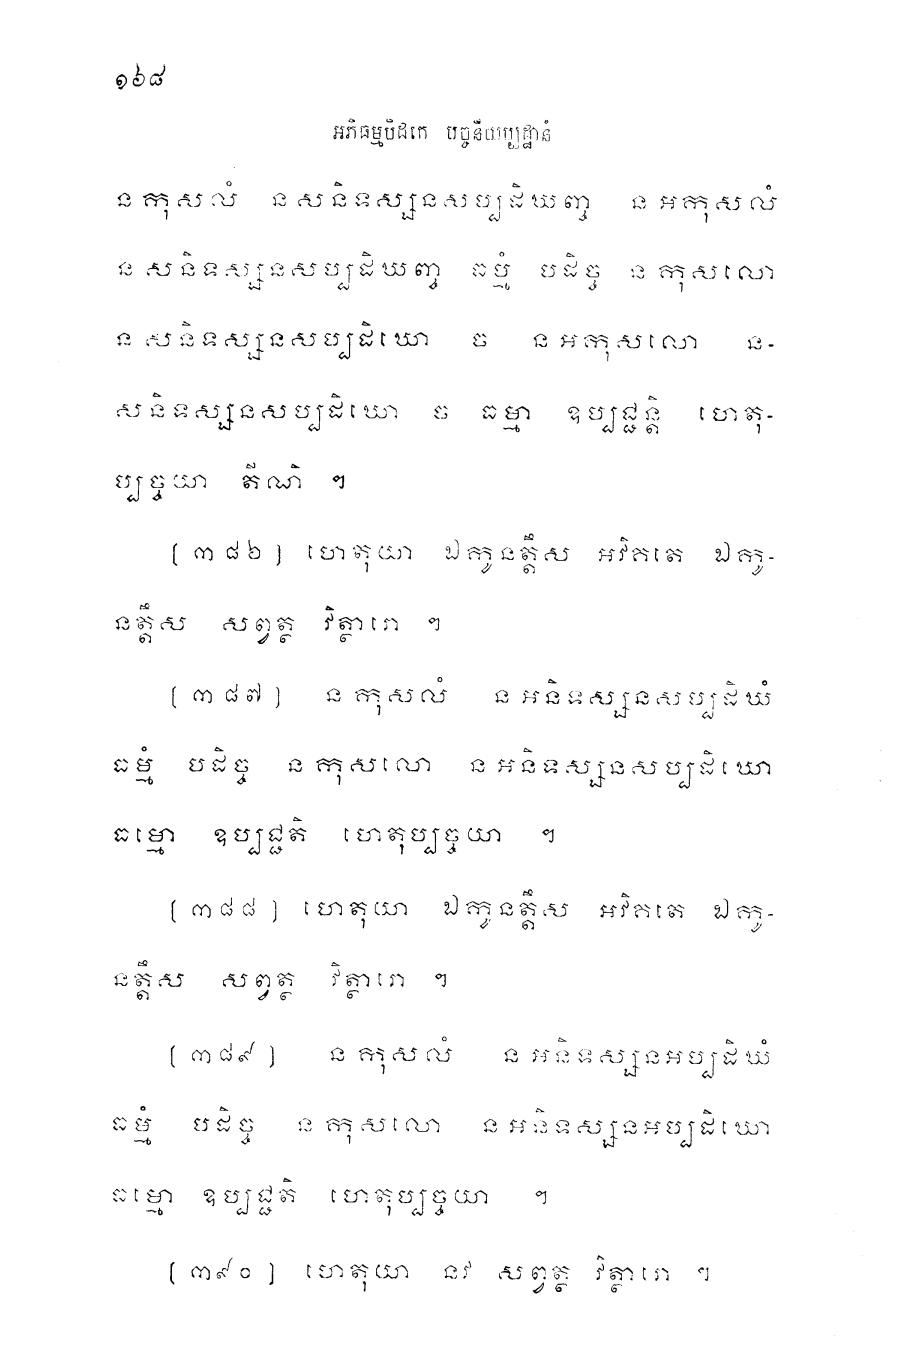 ១៦៨
អភិធម្មបិដកេ បច្ចនីយប្បដ្ឋានំ
ន កុសលំ ន សនិទស្សនសប្បដិឃញ្ច ន អកុសលំ
ន សនិទស្សនសប្បដិឃញ្ច ធម្មំ បដិច្ច ន កុសលោ
ន សនិទស្សនសប្បដិឃោ ច ន អកុសលោ ន-
សនិទស្សនសប្បដិឃោ ច ធម្មា ឧប្បជ្ជន្តិ ហេតុ-
ប្បច្ចយា តីណិ ។
[៣៨៦] ហេតុយា ឯកូនត្តឹស អវិគតេ ឯកូ-
នត្តឹស សព្វត្ថ វិត្ថារោ ។
[៣៨៧] ន កុសលំ ន អនិទស្សនសប្បដិឃំ
ធម្មំ បដិច្ច ន កុសលោ ន អនិទស្សនសប្បដិឃោ
ធម្មោ ឧប្បជ្ជតិ ហេតុប្បច្ចយា ។
[៣៨៨] ហេតុយា ឯកូនត្តឹស អវិគតេ ឯកូ-
នត្តឹស សព្វត្ថ វិត្ថារោ ។
[៣៨៩] ន កុសលំ ន អនិទស្សនអប្បដិឃំ
ធម្មំ បដិច្ច ន កុសលោ ន អនិទស្សនអប្បដិឃោ
ធម្មោ ឧប្បជ្ជតិ ហេតុប្បច្ចយា ។
[៣៩០] ហេតុយា នវ សព្វត្ថ វិត្ថារោ ។